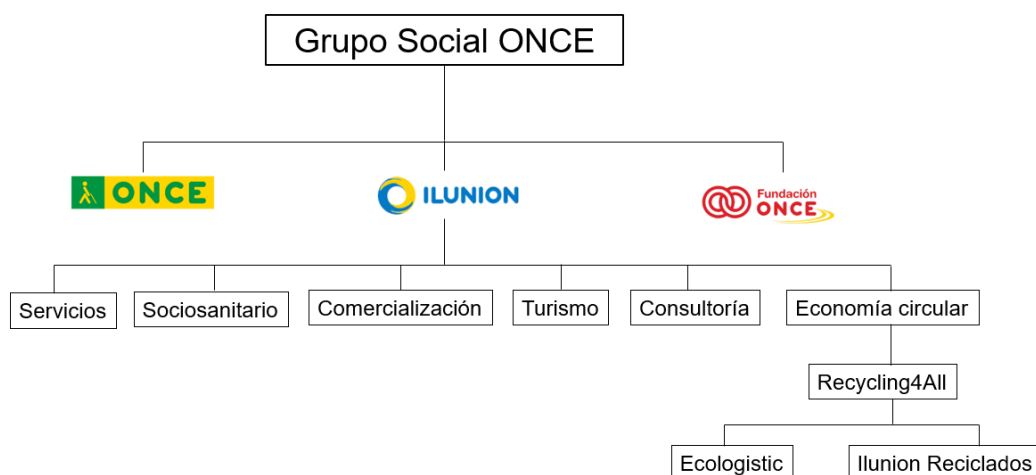 Grupo Social ONCE
ONCE
ILUNION
Fundación
ONCE
Servicios
Sociosanitario
Comercialización
Turismo
Consultoría
Economía circular
Recycling4All
Ecologistic
Ilunion Reciclados